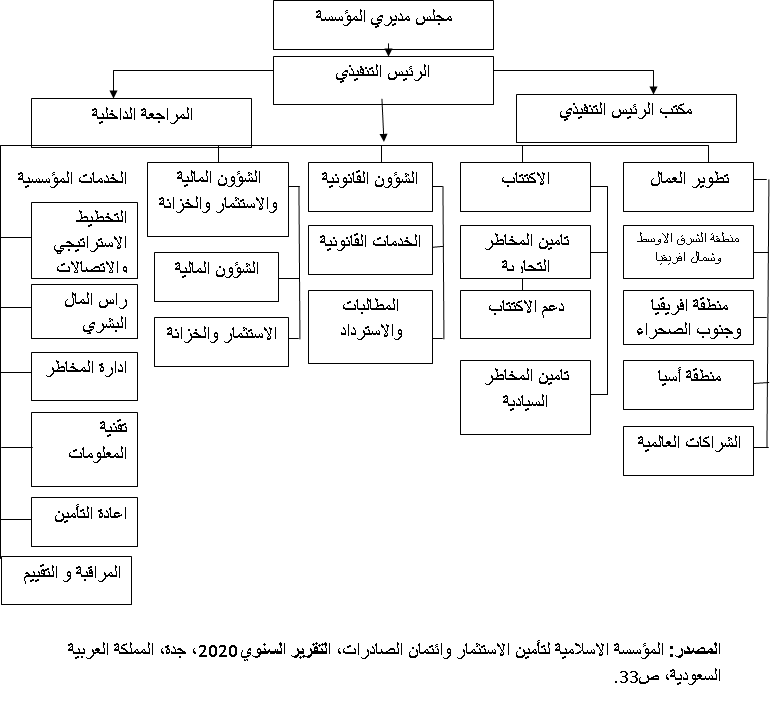 مجلس مديري المؤسسة
الرئيس التنفيذي
مكتب الرئيس التنفيذي
المراجعة الداخلية
تطوير العمال
منطقة الشرق الاوسط
وشمال افريقيا
منطقة افريقيا
وجنوب الصحراء
منطقة أسيا
الشراكات العالمية
الاكتتاب
تامين المخاطر
التجارية
دعم الاكتتاب
تامين المخاطر
السيادية
الشؤون القانونية
الخدمات القانونية
المطالبات
والاسترداد
الشؤون المالية
والاستثمار والخزانة
الشؤون المالية
الاستثمار والخزانة
الخدمات المؤسسية
التخطيط
الاستراتيجي
والاتصالات
راس المال
البشري
ادارة المخاطر
تقنية
المعلومات
اعادة التأمين
المراقبة و التقييم
المصدر: المؤسسة الاسلامية لتأمين الاستثمار وائتمان الصادرات، التقرير السنوي 2020، جدة، المملكة العربية
السعودية، ص33.